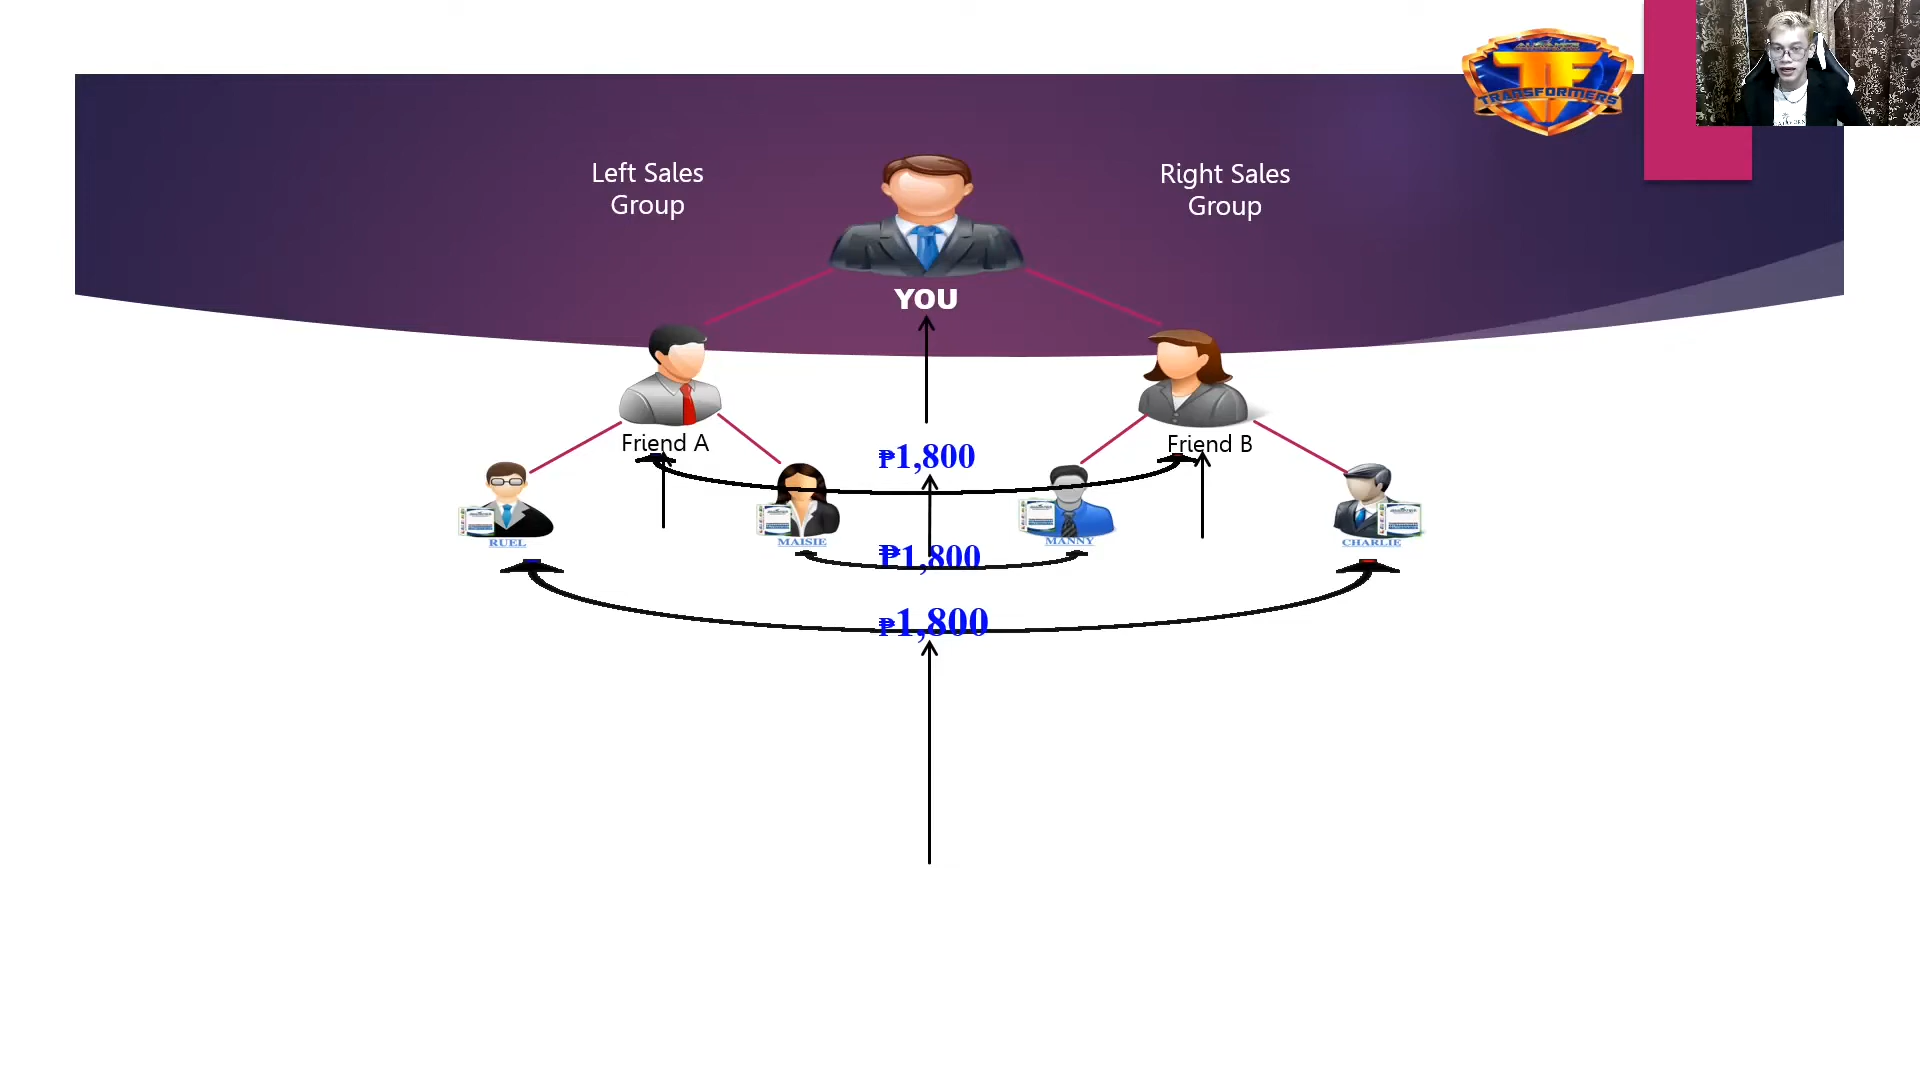 TF
TRANSFORMERS
Left Sales
Group
Right Sales
Group
YOU
Friend A
Friend B
₱1,800
RUEL
MAISIE
MANNY
CHARLIE
₱1,800
₱1,800